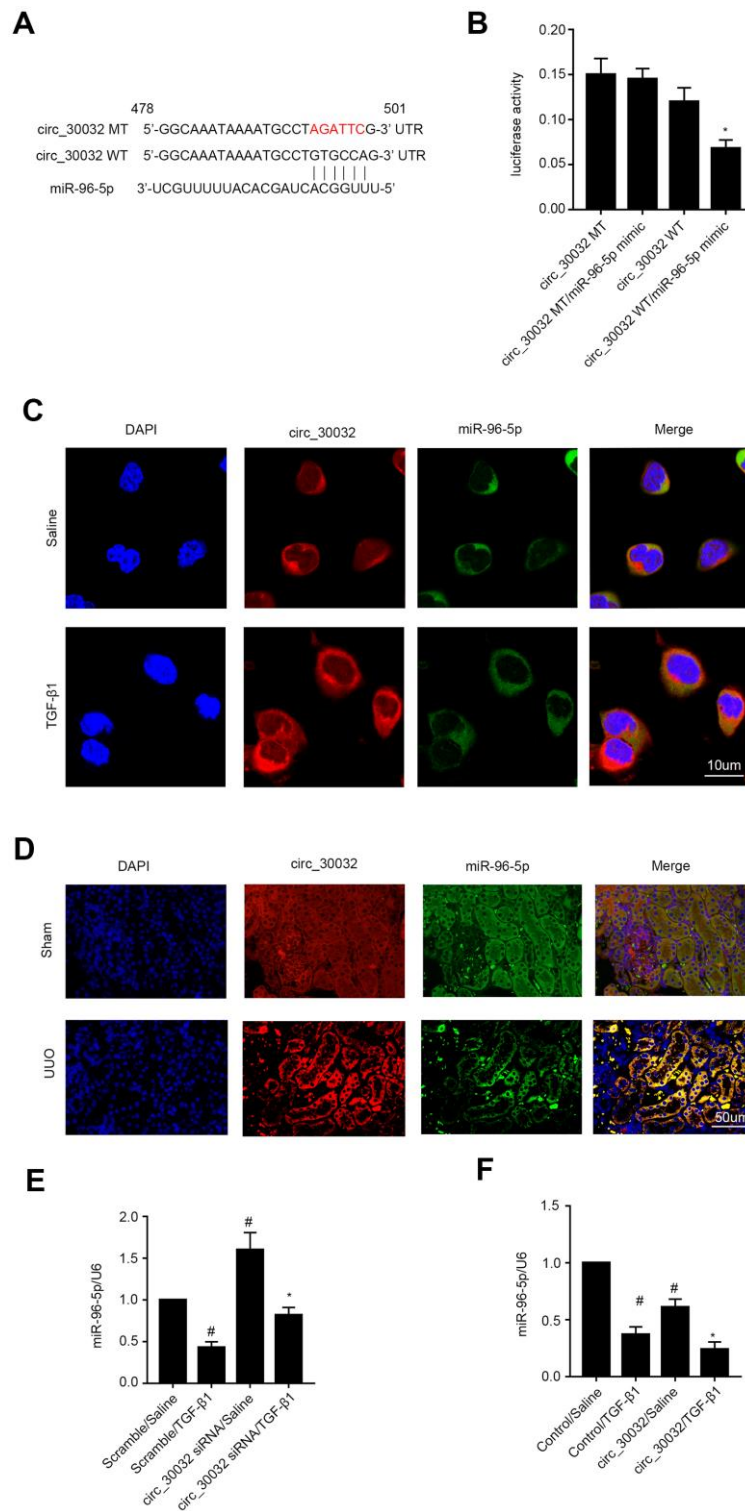 A
478 501
circ_30032 MT 5'-GGCAAATAAAATGCCTAGATTCG-3' UTR
circ_30032 WT 5'-GGCAAATAAAATGCCTGTGCCAG-3' UTR
miR-96-5p 3'-UCGUUUUUACACGAUCACGGUUU-5'
B
luciferase activity
0.20
0.15
0.10
0.05
0.00
*
circ_30032 MT
circ_30032 MT/miR-96-5p mimic
circ_30032 WT
circ_30032 WT/miR-96-5p mimic
C
DAPI circ_30032 miR-96-5p Merge
Saline
TGF-β1
10um
D
DAPI circ_30032 miR-96-5p Merge
Sham
UUO
50um
E
miR-96-5p/U6
2.0
1.5
1.0
0.5
0.0
# # *
Scramble/Saline
Scramble/TGF-β1
circ_30032 siRNA/Saline
circ_30032 siRNA/TGF-β1
F
miR-96-5p/U6
1.5
1.0
0.5
0.0
# # *
Control/Saline
Control/TGF-β1
circ_30032/Saline
circ_30032/TGF-β1